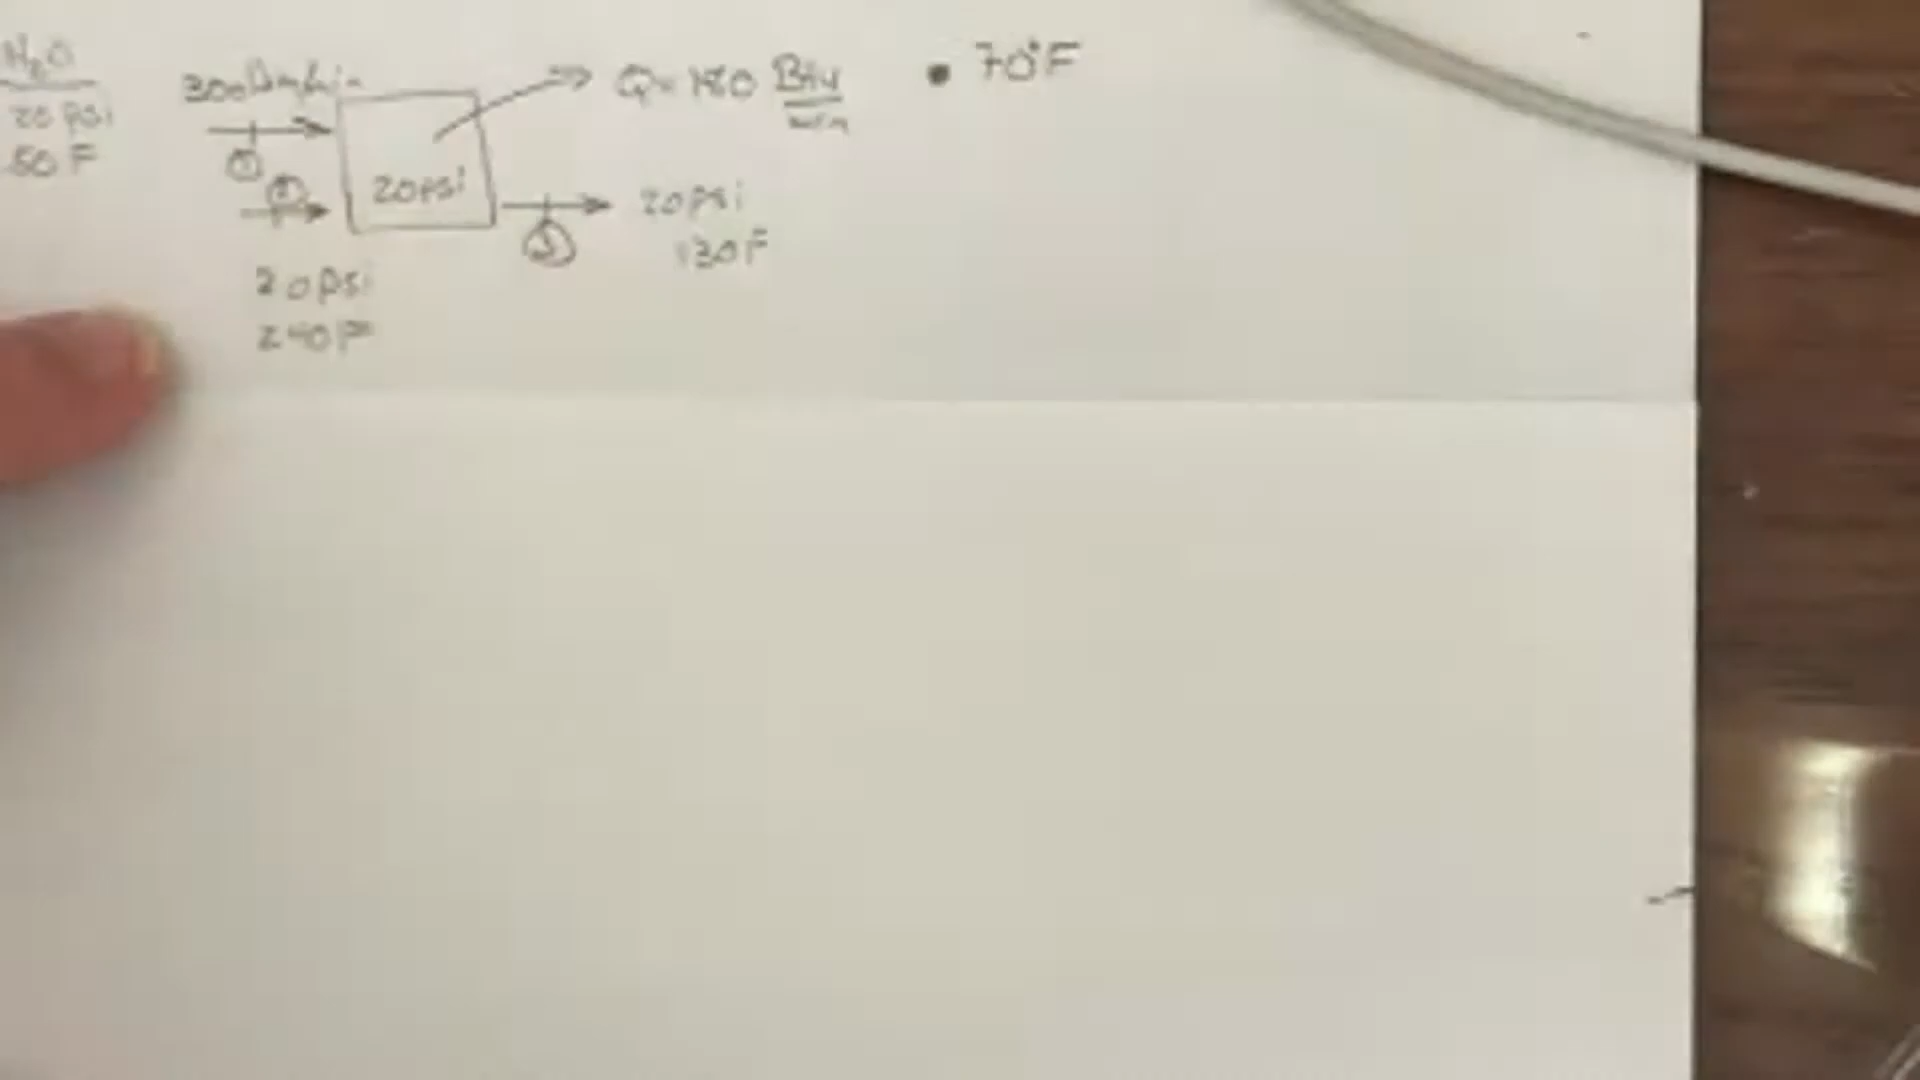 H₂O
20 psi
50 F
300 lbm/min
①
②
20psi
Q = 180 Btu/min
• 70°F
20psi
130F
③
20psi
240F